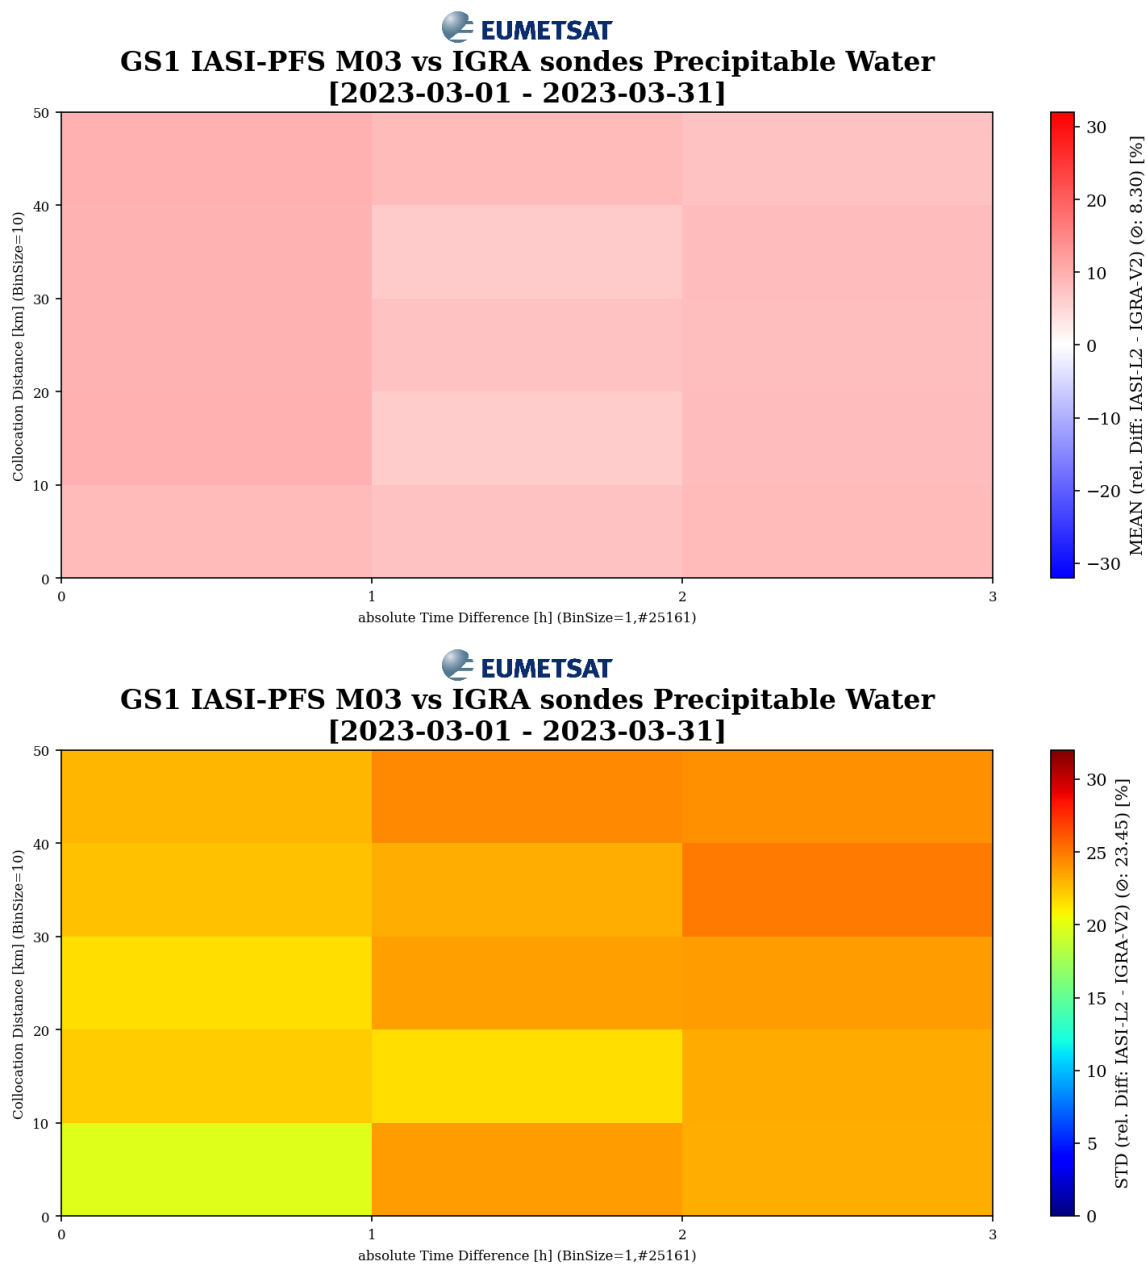 EUMETSAT
GS1 IASI-PFS M03 vs IGRA sondes Precipitable Water
[2023-03-01 - 2023-03-31]
50
40
30
20
10
0
Collocation Distance [km] (BinSize=10)
0
1
2
3
absolute Time Difference [h] (BinSize=1,#25161)
30
20
10
0
−10
−20
−30
MEAN (rel. Diff: IASI-L2 - IGRA-V2) (⊘: 8.30) [%]
EUMETSAT
GS1 IASI-PFS M03 vs IGRA sondes Precipitable Water
[2023-03-01 - 2023-03-31]
50
40
30
20
10
0
Collocation Distance [km] (BinSize=10)
0
1
2
3
absolute Time Difference [h] (BinSize=1,#25161)
30
25
20
15
10
5
0
STD (rel. Diff: IASI-L2 - IGRA-V2) (⊘: 23.45) [%]